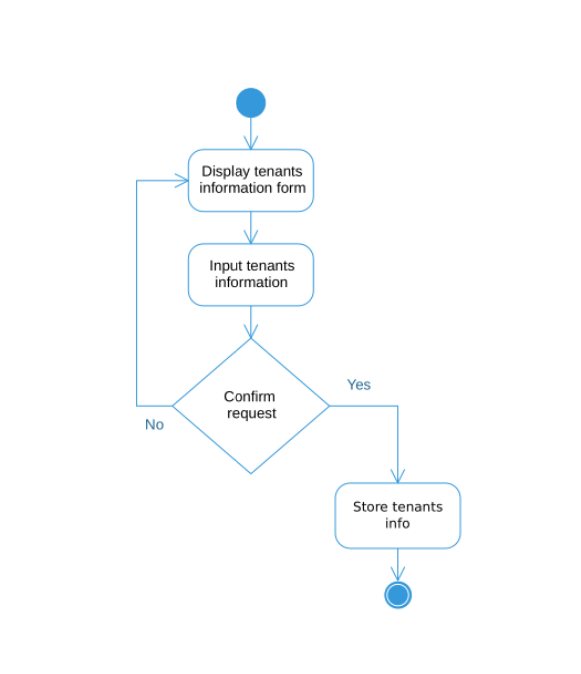 Display tenants
information form
Input tenants
information
Confirm
request
Yes
No
Store tenants
info